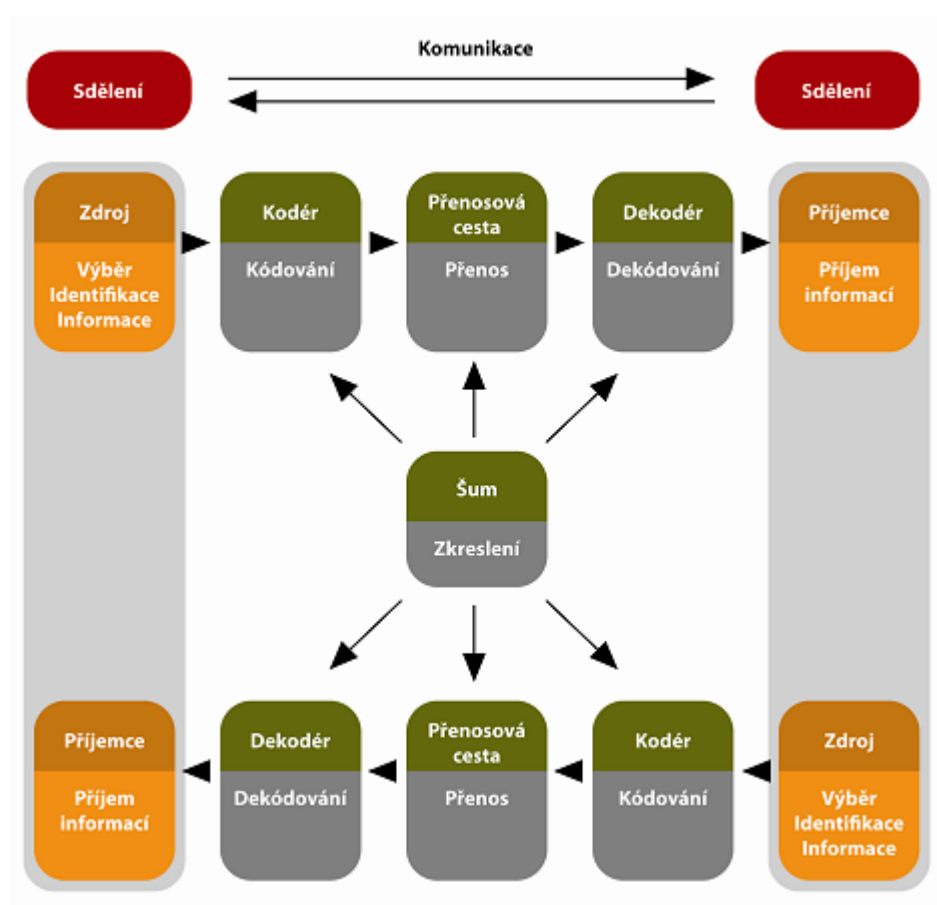 Komunikace
Sdělení
Sdělení
Zdroj
Výběr
Identifikace
Informace
Kodér
Kódování
Přenosová
cesta
Přenos
Dekodér
Dekódování
Příjemce
Příjem
informací
Šum
Zkreslení
Příjemce
Příjem
informací
Dekodér
Dekódování
Přenosová
cesta
Přenos
Kodér
Kódování
Zdroj
Výběr
Identifikace
Informace